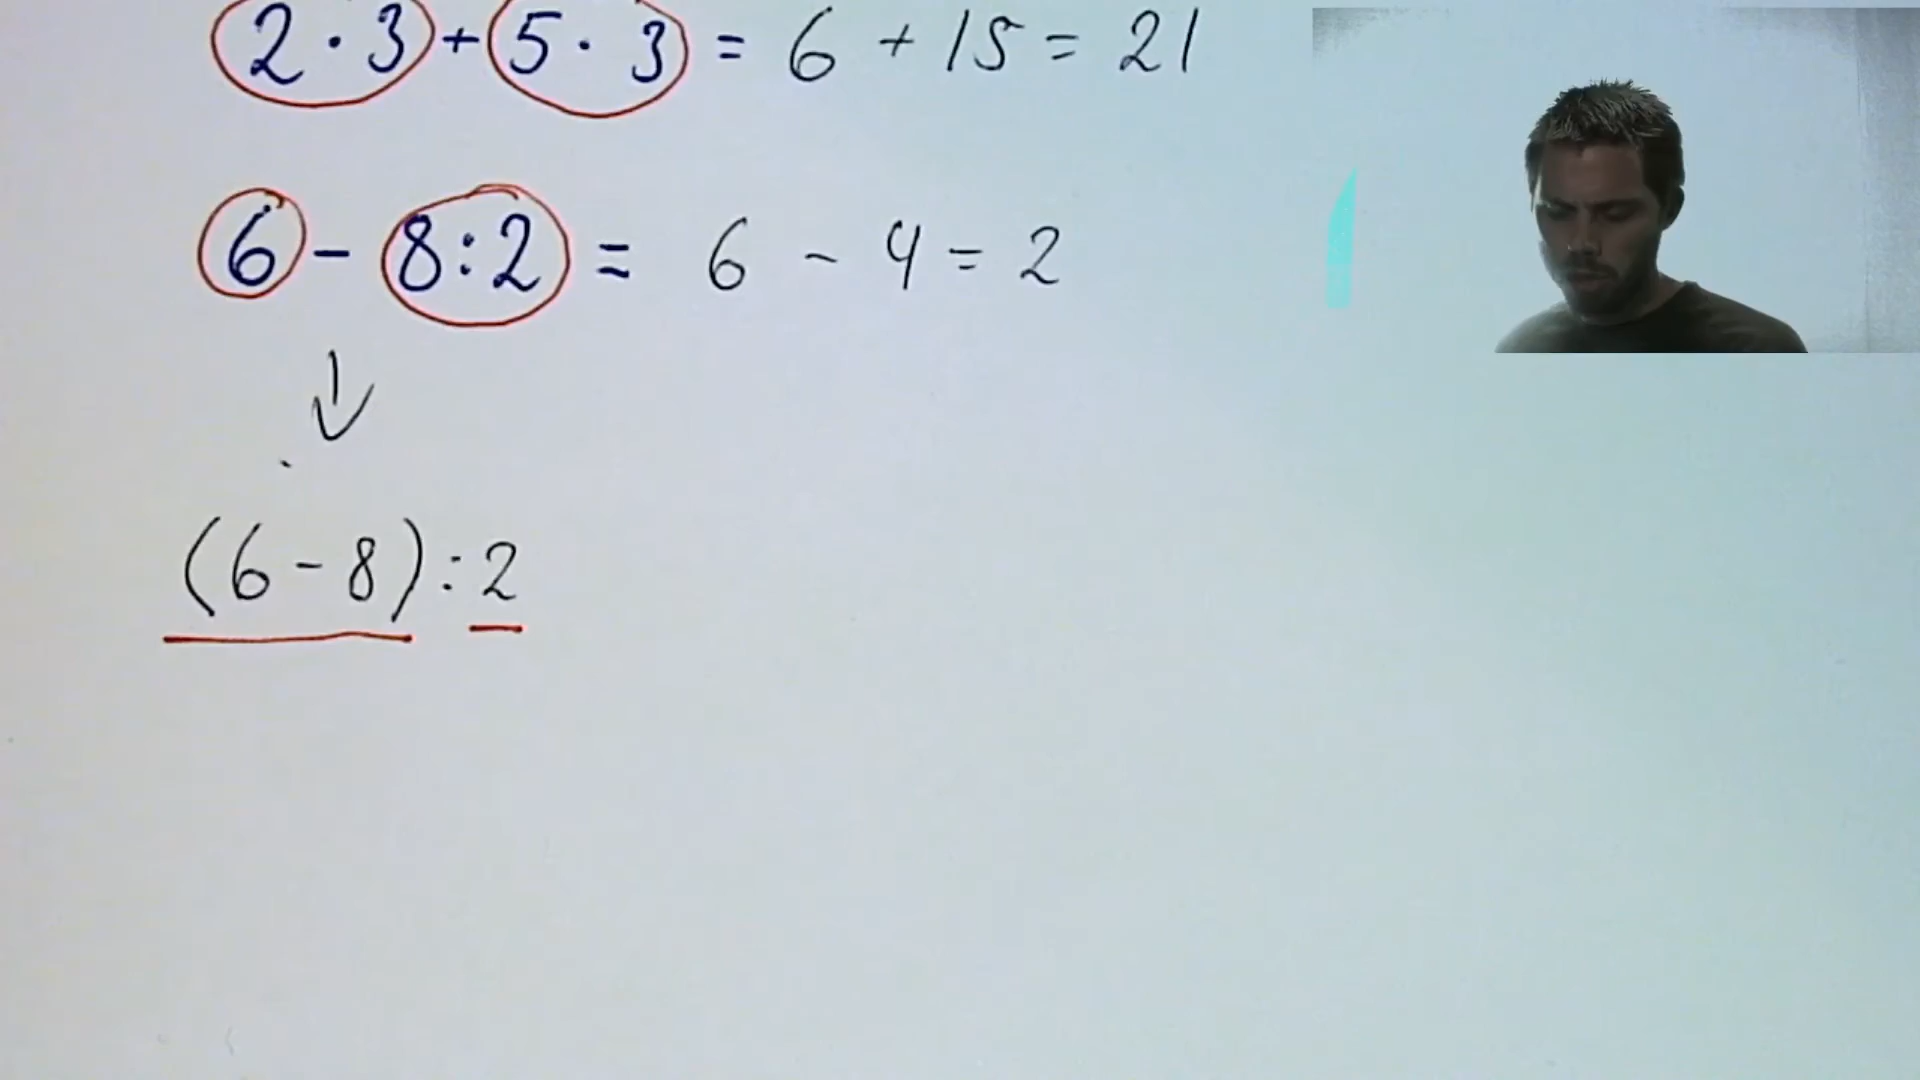 2 · 3 + 5 · 3 = 6 + 15 = 21
6 - 8 : 2 = 6 - 4 = 2
(6 - 8) : 2